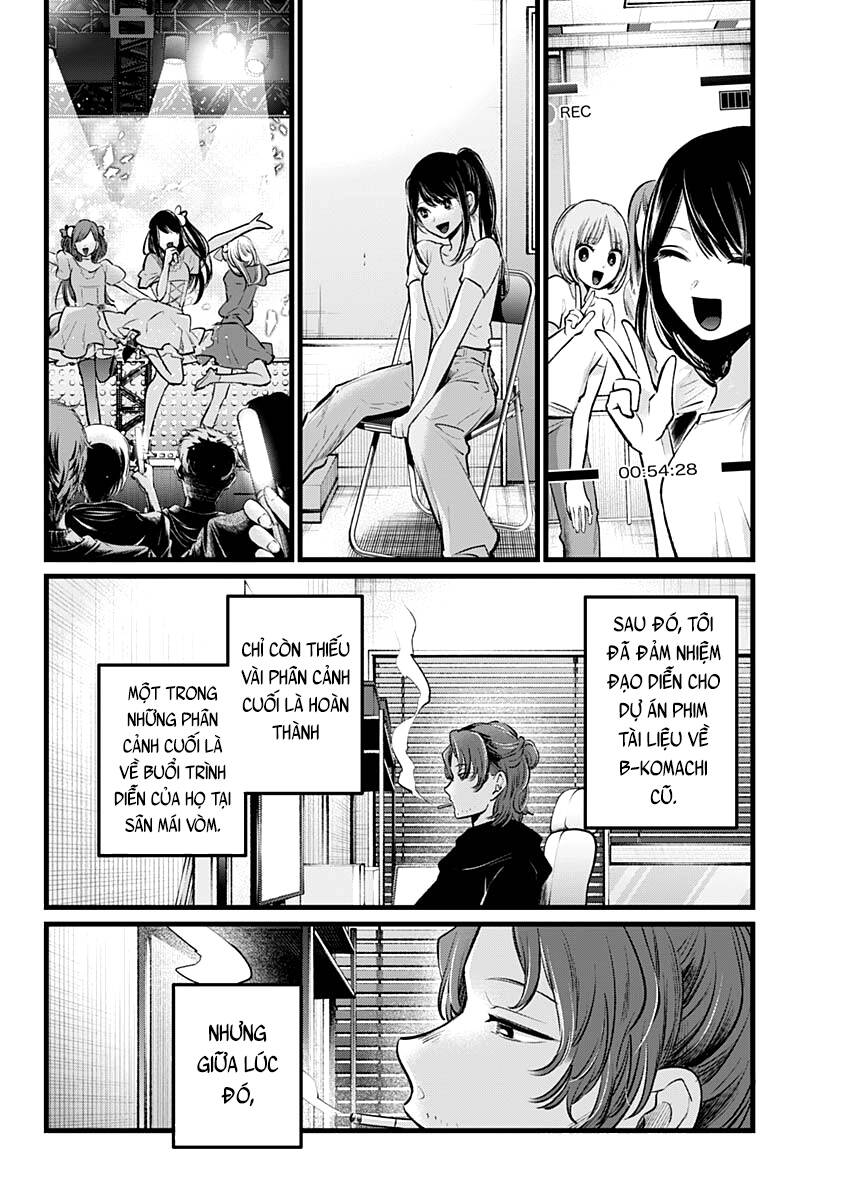 REC
00:54:28
SAU ĐÓ, TÔI
ĐÃ ĐẢM NHIỆM
ĐẠO DIỄN CHO
DỰ ÁN PHIM
TÀI LIỆU VỀ
B-KOMACHI
CŨ.
CHỈ CÒN THIẾU
VÀI PHÂN CẢNH
CUỐI LÀ HOÀN
THÀNH
MỘT TRONG
NHỮNG PHÂN
CẢNH CUỐI LÀ
VỀ BUỔI TRÌNH
DIỄN CỦA HỌ TẠI
SÂN MÁI VÒM.
NHƯNG
GIỮA LÚC
ĐÓ,